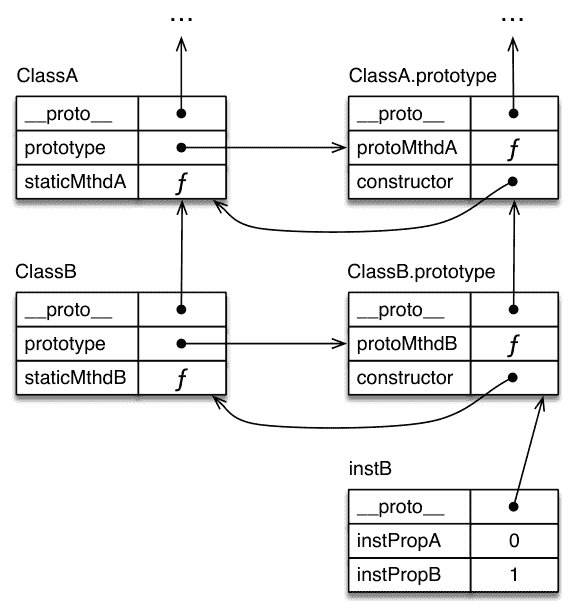 ... ...
ClassA ClassA.prototype
__proto__ __proto__
prototype protoMthdA ƒ
staticMthdA ƒ constructor
ClassB ClassB.prototype
__proto__ __proto__
prototype protoMthdB ƒ
staticMthdB ƒ constructor
instB
__proto__
instPropA 0
instPropB 1